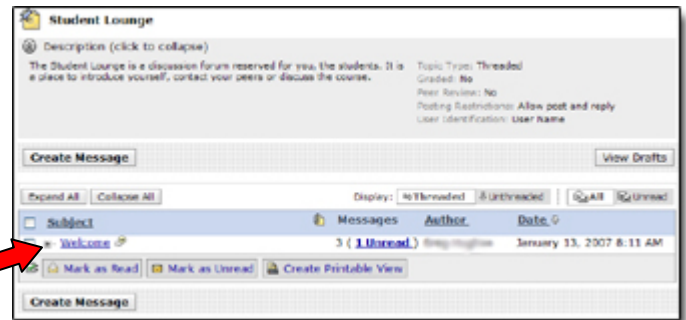 Student Lounge
Description (click to collapse)
The Student Lounge is a discussion forum reserved for you, the students. It is
a place to introduce yourself, contact your peers or discuss the course.
Topic Type: Threaded
Graded: No
Peer Review: No
Posting Restrictions: Allow post and reply
User Identification: User Name
Create Message
View Drafts
Expand All Collapse All Display: Threaded Unthreaded All Unread
Subject Messages Author Date
Welcome 3 ( 1 Unread ) January 13, 2007 8:11 AM
Mark as Read Mark as Unread Create Printable View
Create Message